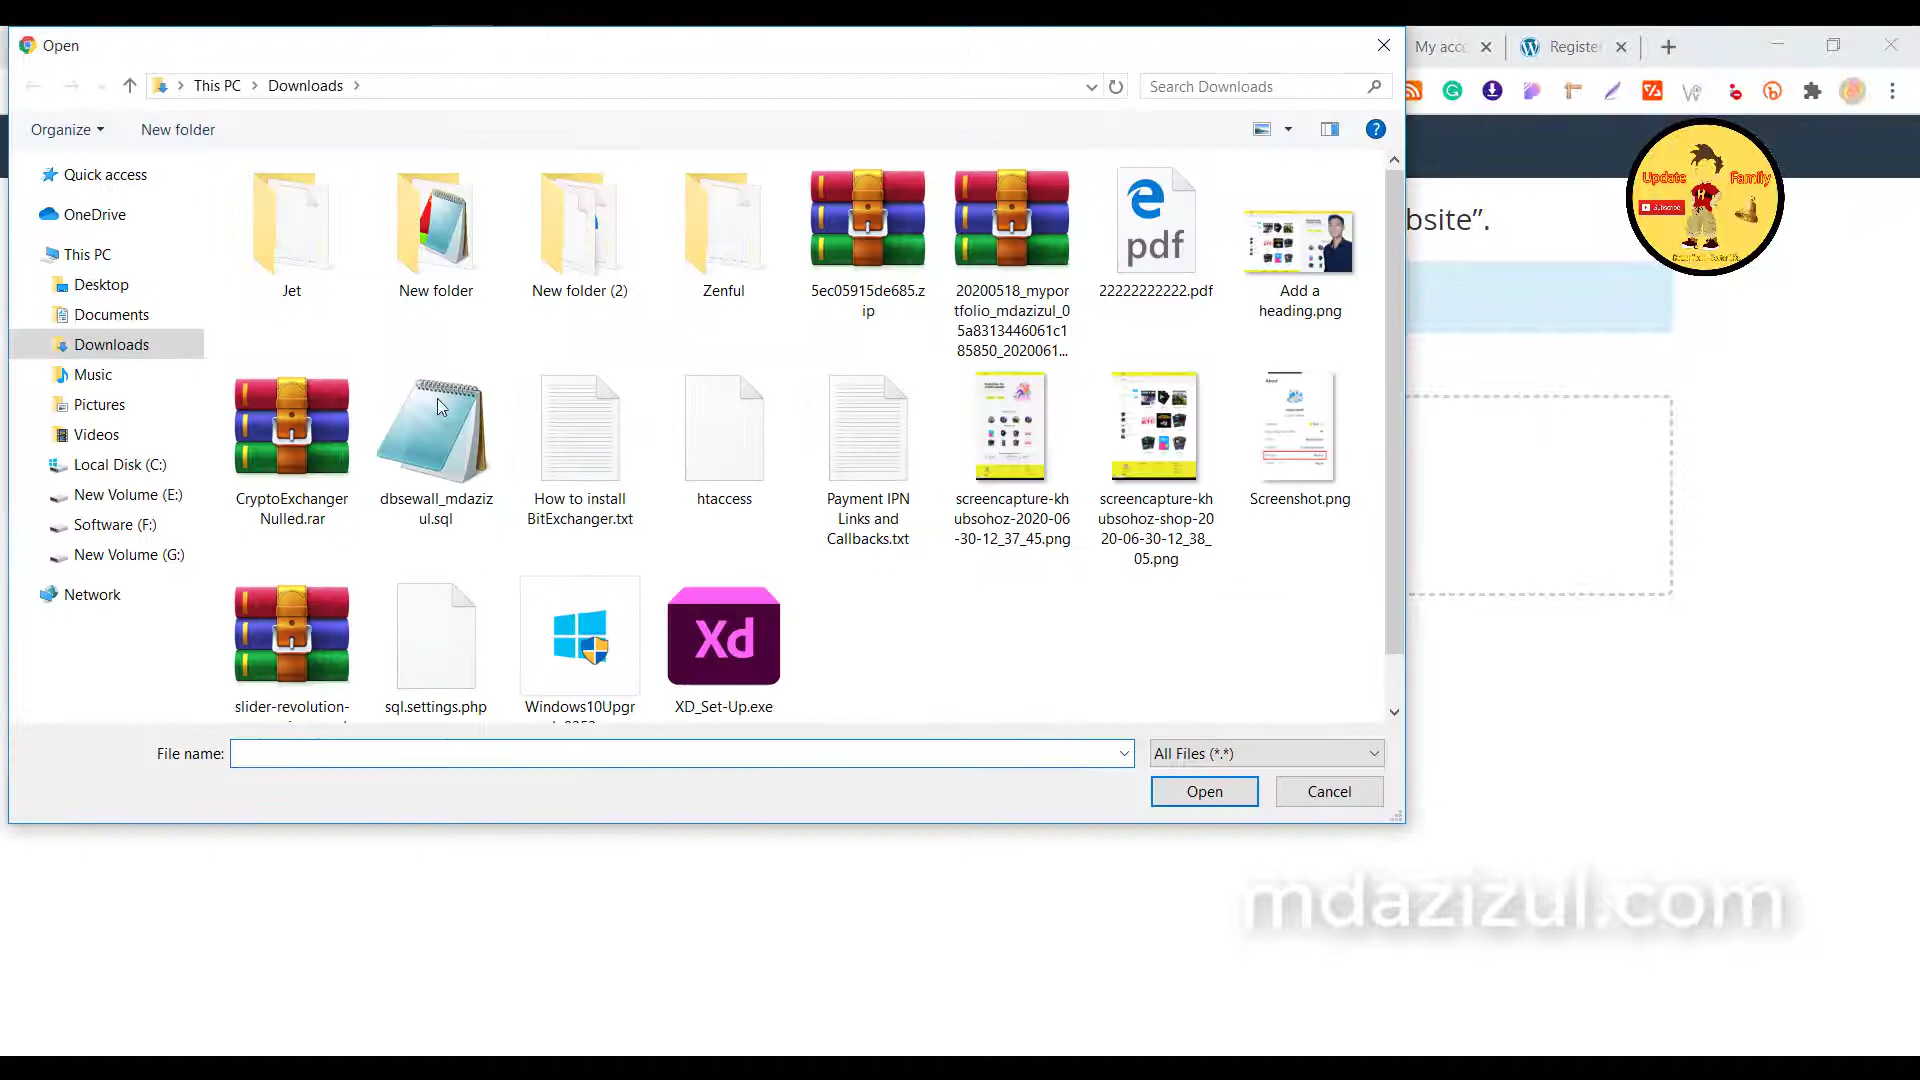 Open
My acc
Registe
This PC
Downloads
Search Downloads
Organize
New folder
Quick access
OneDrive
This PC
Desktop
Documents
Downloads
Music
Pictures
Videos
Local Disk (C:)
New Volume (E:)
Software (F:)
New Volume (G:)
Network
Jet
New folder
New folder (2)
Zenful
5ec05915de685.z
ip
20200518_mypor
tfolio_mdazizul_0
5a8313446061c1
85850_2020061...
pdf
22222222222.pdf
Add a
heading.png
CryptoExchanger
Nulled.rar
dbsewall_mdaziz
ul.sql
How to install
BitExchanger.txt
htaccess
Payment IPN
Links and
Callbacks.txt
screencapture-kh
ubsohoz-2020-06
-30-12_37_45.png
screencapture-kh
ubsohoz-shop-20
20-06-30-12_38_
05.png
Screenshot.png
slider-revolution-
sql.settings.php
Windows10Upgr
Xd
XD_Set-Up.exe
File name:
All Files (*.*)
Open
Cancel
bsite”.
Update Family
Subscribe
mdazizul.com